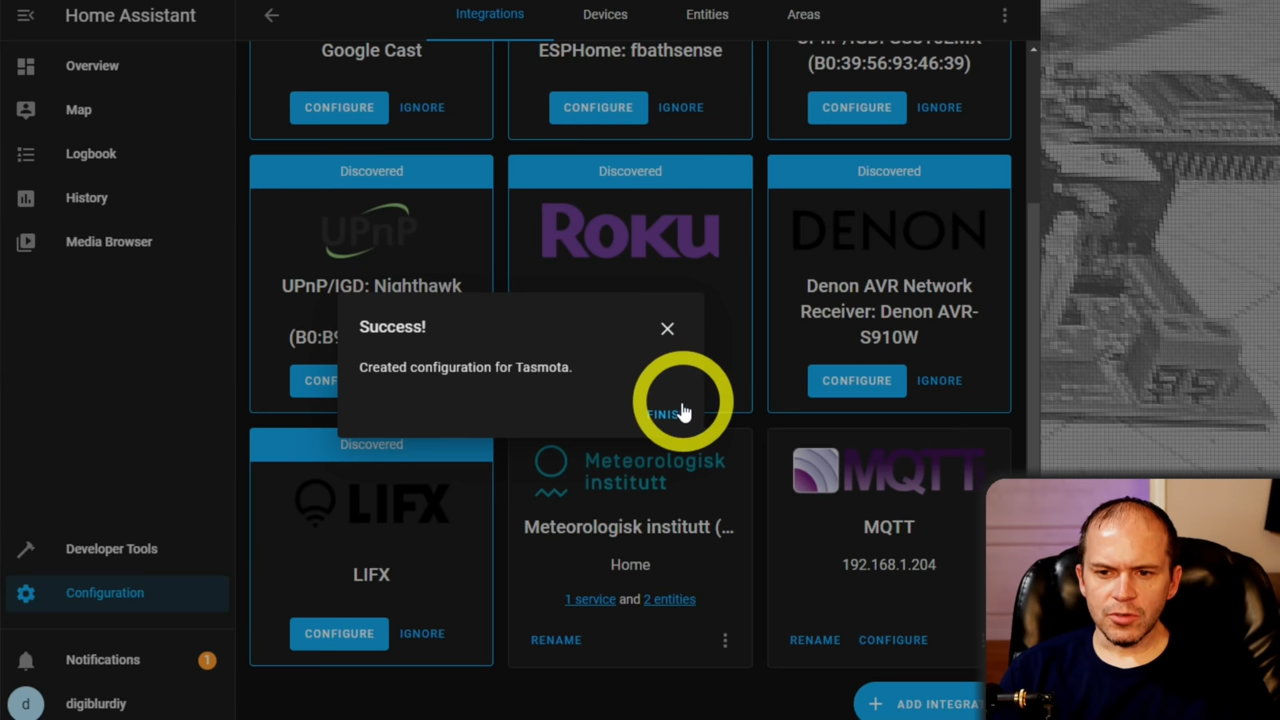 Home Assistant
Integrations
Devices
Entities
Areas
Overview
Map
Logbook
History
Media Browser
Developer Tools
Configuration
Notifications
1
d
digiblurdiy
Google Cast
CONFIGURE
IGNORE
ESPHome: fbathsense
CONFIGURE
IGNORE
(B0:39:56:93:46:39)
CONFIGURE
IGNORE
Discovered
UPnP
UPnP/IGD: Nighthawk
Discovered
ROKU
Discovered
DENON
Denon AVR Network
Receiver: Denon AVR-
S910W
CONFIGURE
IGNORE
Success!
Created configuration for Tasmota.
Discovered
LIFX
LIFX
CONFIGURE
IGNORE
Meteorologisk
institutt
Meteorologisk institutt (...
Home
1 service and 2 entities
RENAME
MQTT
MQTT
192.168.1.204
RENAME
CONFIGURE
ADD